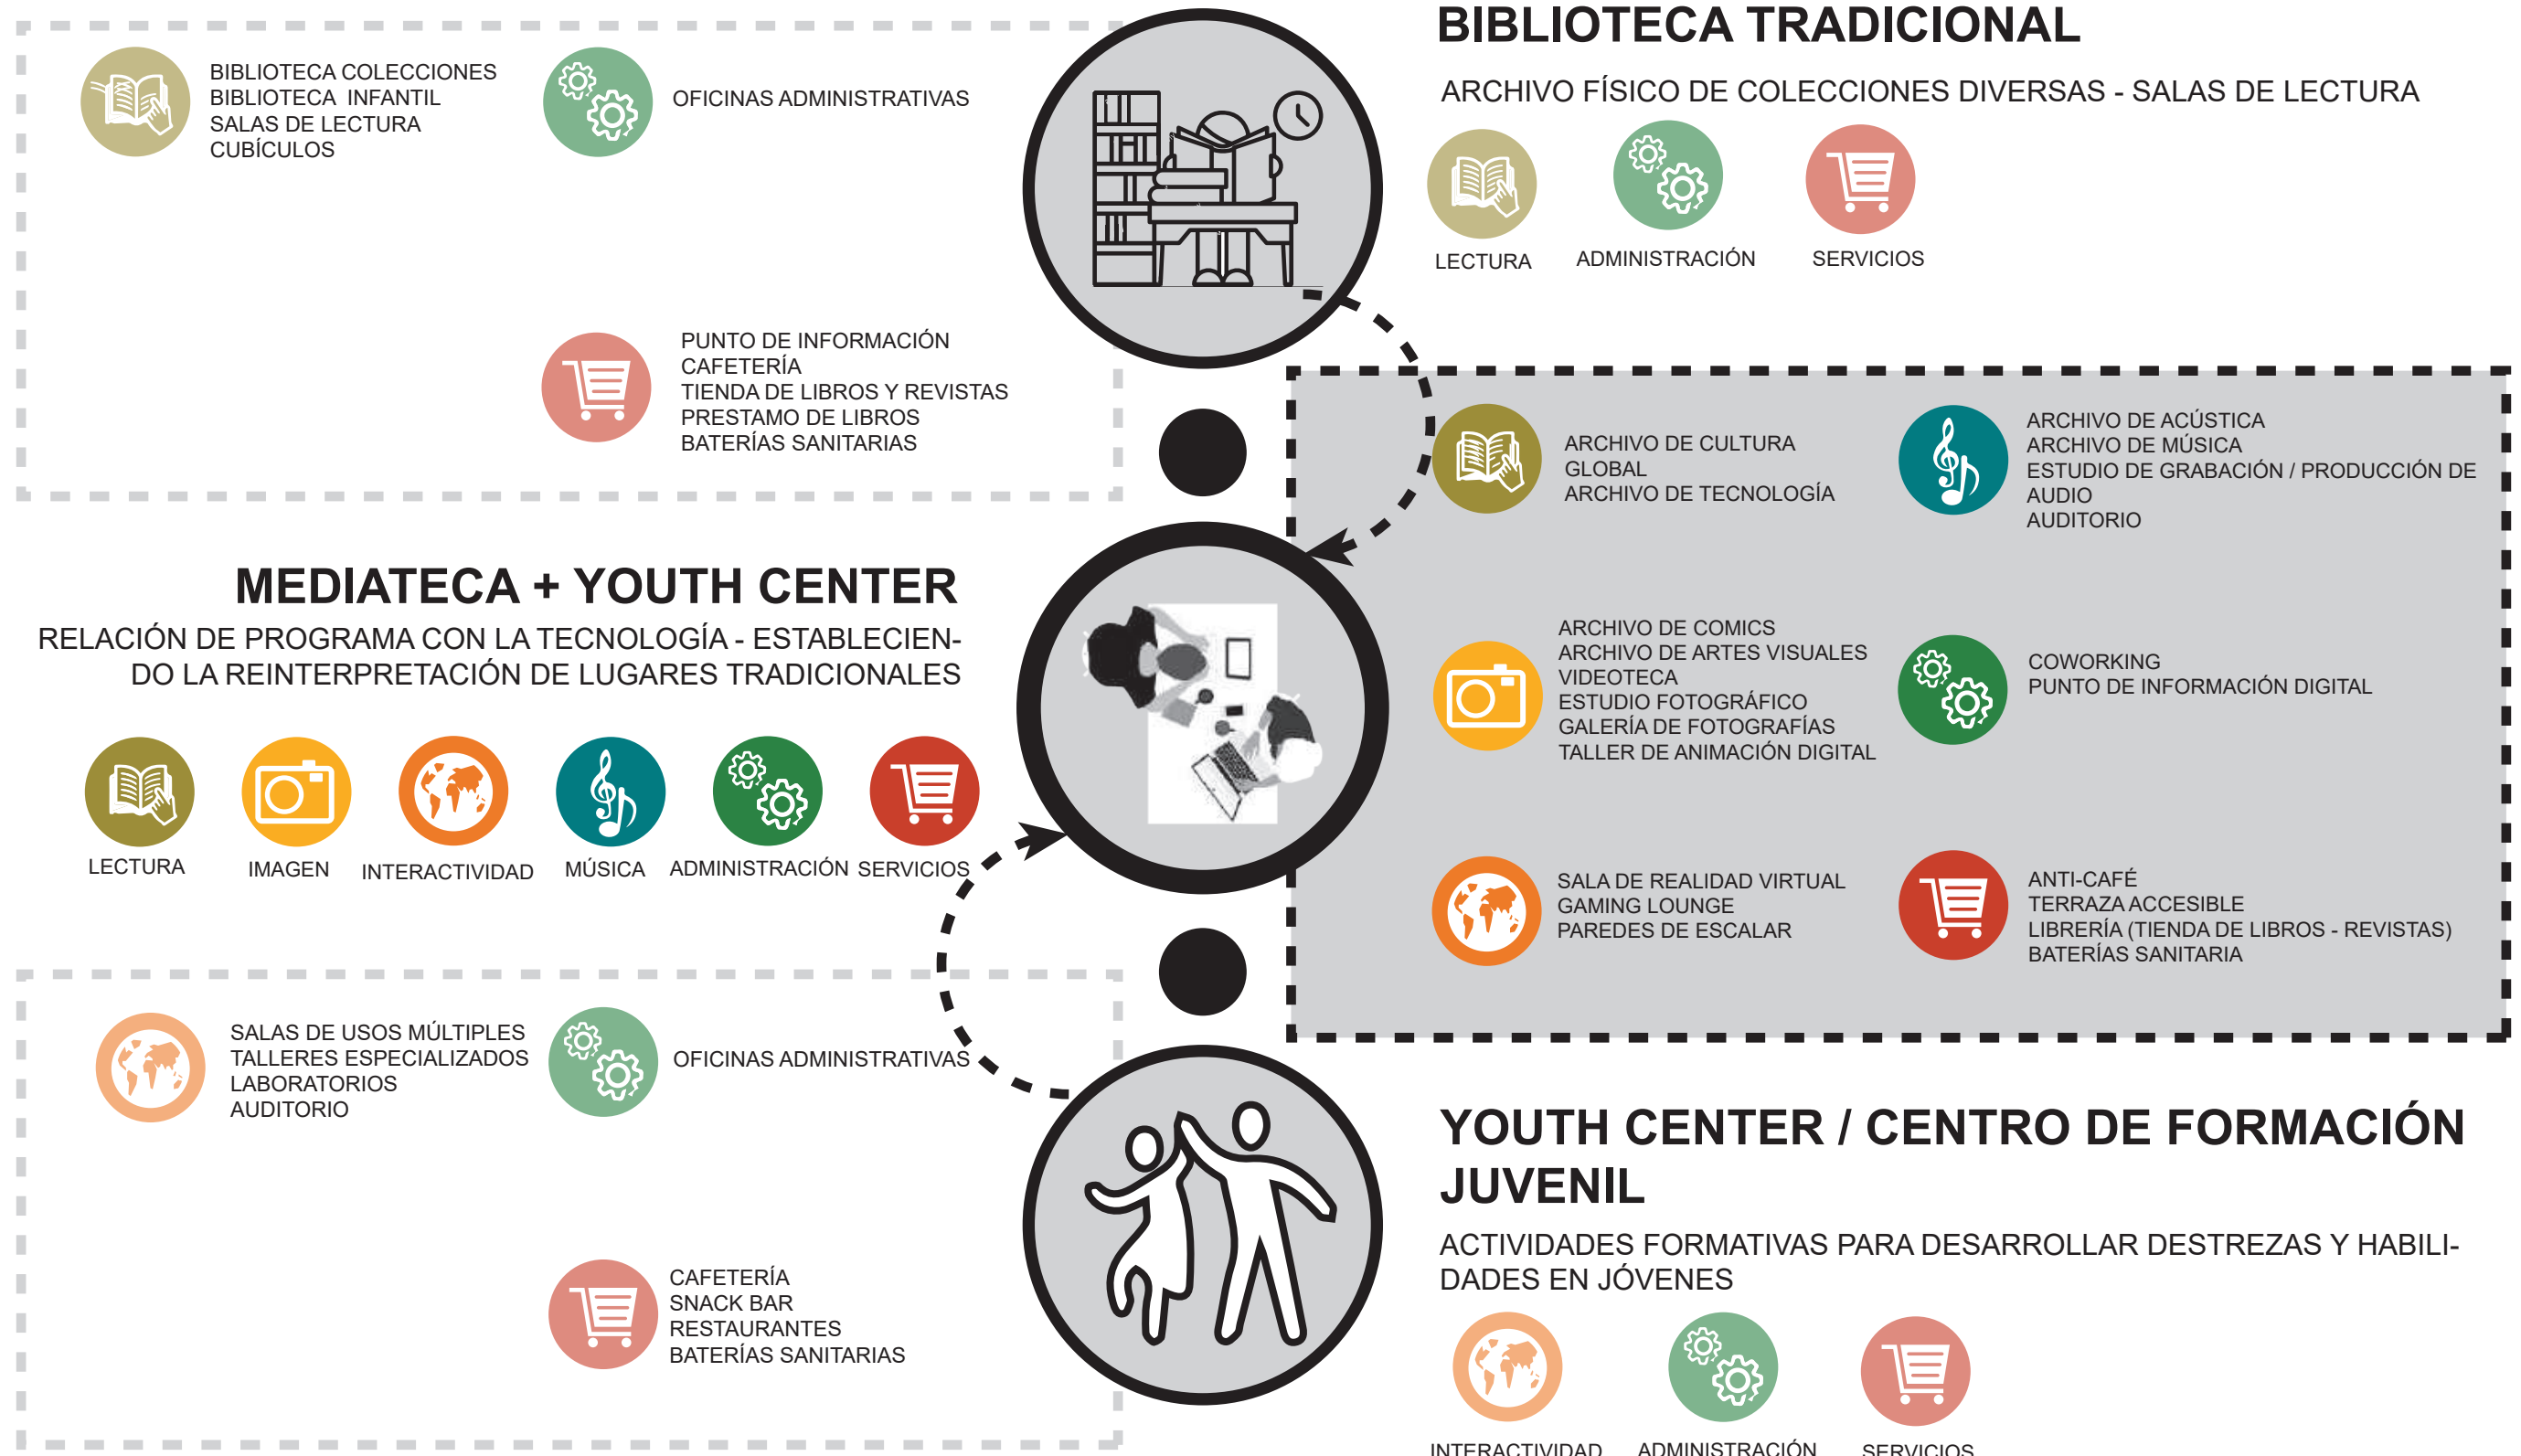 BIBLIOTECA TRADICIONAL
ARCHIVO FÍSICO DE COLECCIONES DIVERSAS - SALAS DE LECTURA
LECTURA
ADMINISTRACIÓN
SERVICIOS
BIBLIOTECA COLECCIONES
BIBLIOTECA INFANTIL
SALAS DE LECTURA
CUBÍCULOS
OFICINAS ADMINISTRATIVAS
PUNTO DE INFORMACIÓN
CAFETERÍA
TIENDA DE LIBROS Y REVISTAS
PRESTAMO DE LIBROS
BATERÍAS SANITARIAS
MEDIATECA + YOUTH CENTER
RELACIÓN DE PROGRAMA CON LA TECNOLOGÍA - ESTABLECIEN-
DO LA REINTERPRETACIÓN DE LUGARES TRADICIONALES
LECTURA
IMAGEN
INTERACTIVIDAD
MÚSICA
ADMINISTRACIÓN
SERVICIOS
ARCHIVO DE CULTURA
GLOBAL
ARCHIVO DE TECNOLOGÍA
ARCHIVO DE ACÚSTICA
ARCHIVO DE MÚSICA
ESTUDIO DE GRABACIÓN / PRODUCCIÓN DE
AUDIO
AUDITORIO
ARCHIVO DE COMICS
ARCHIVO DE ARTES VISUALES
VIDEOTECA
ESTUDIO FOTOGRÁFICO
GALERÍA DE FOTOGRAFÍAS
TALLER DE ANIMACIÓN DIGITAL
COWORKING
PUNTO DE INFORMACIÓN DIGITAL
SALA DE REALIDAD VIRTUAL
GAMING LOUNGE
PAREDES DE ESCALAR
ANTI-CAFÉ
TERRAZA ACCESIBLE
LIBRERÍA (TIENDA DE LIBROS - REVISTAS)
BATERÍAS SANITARIA
SALAS DE USOS MÚLTIPLES
TALLERES ESPECIALIZADOS
LABORATORIOS
AUDITORIO
OFICINAS ADMINISTRATIVAS
CAFETERÍA
SNACK BAR
RESTAURANTES
BATERÍAS SANITARIAS
YOUTH CENTER / CENTRO DE FORMACIÓN
JUVENIL
ACTIVIDADES FORMATIVAS PARA DESARROLLAR DESTREZAS Y HABILI-
DADES EN JÓVENES
INTERACTIVIDAD
ADMINISTRACIÓN
SERVICIOS